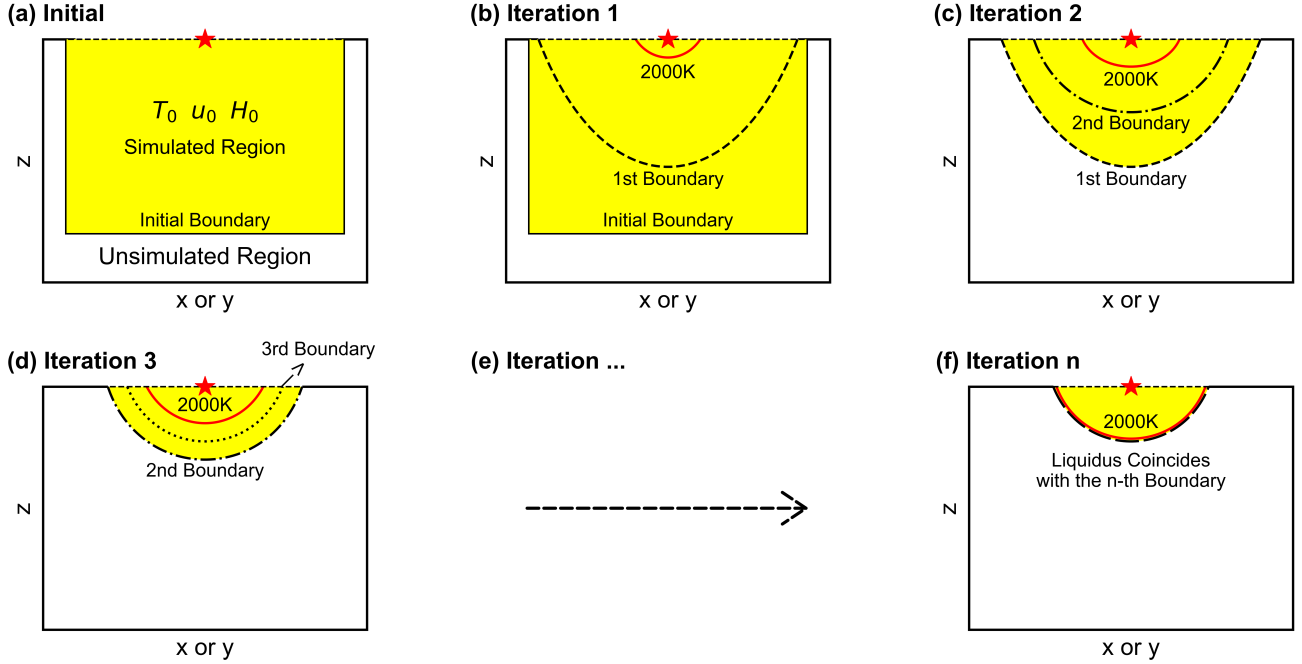 (a) Initial
T₀ u₀ H₀
Simulated Region
Initial Boundary
Unsimulated Region
z
x or y
(b) Iteration 1
2000K
1st Boundary
Initial Boundary
z
x or y
(c) Iteration 2
2000K
2nd Boundary
1st Boundary
z
x or y
(d) Iteration 3
3rd Boundary
2000K
2nd Boundary
z
x or y
(e) Iteration ...
(f) Iteration n
2000K
Liquidus Coincides
with the n-th Boundary
z
x or y